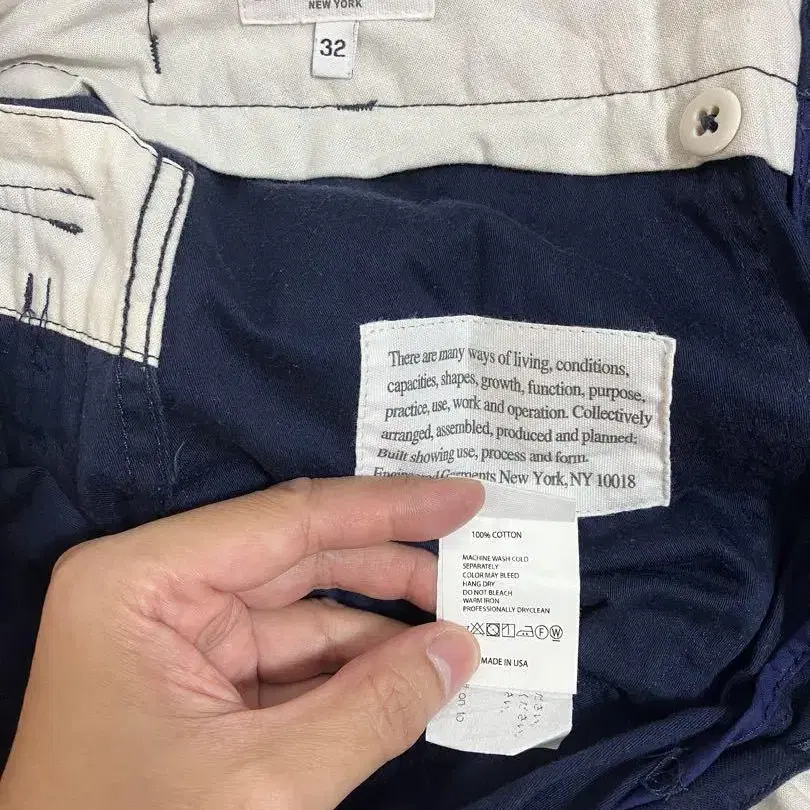 NEW YORK
32
There are many ways of living, conditions,
capacities, shapes, growth, function, purpose,
practice, use, work and operation. Collectively
arranged, assembled, produced and planned:
Built showing use, process and form.
Garments New York, NY 10018
100% COTTON
MACHINE WASH COLD
SEPARATELY
COLOR MAY BLEED
HANG DRY
DO NOT BLEACH
WARM IRON
PROFESSIONALLY DRYCLEAN
F W
MADE IN USA